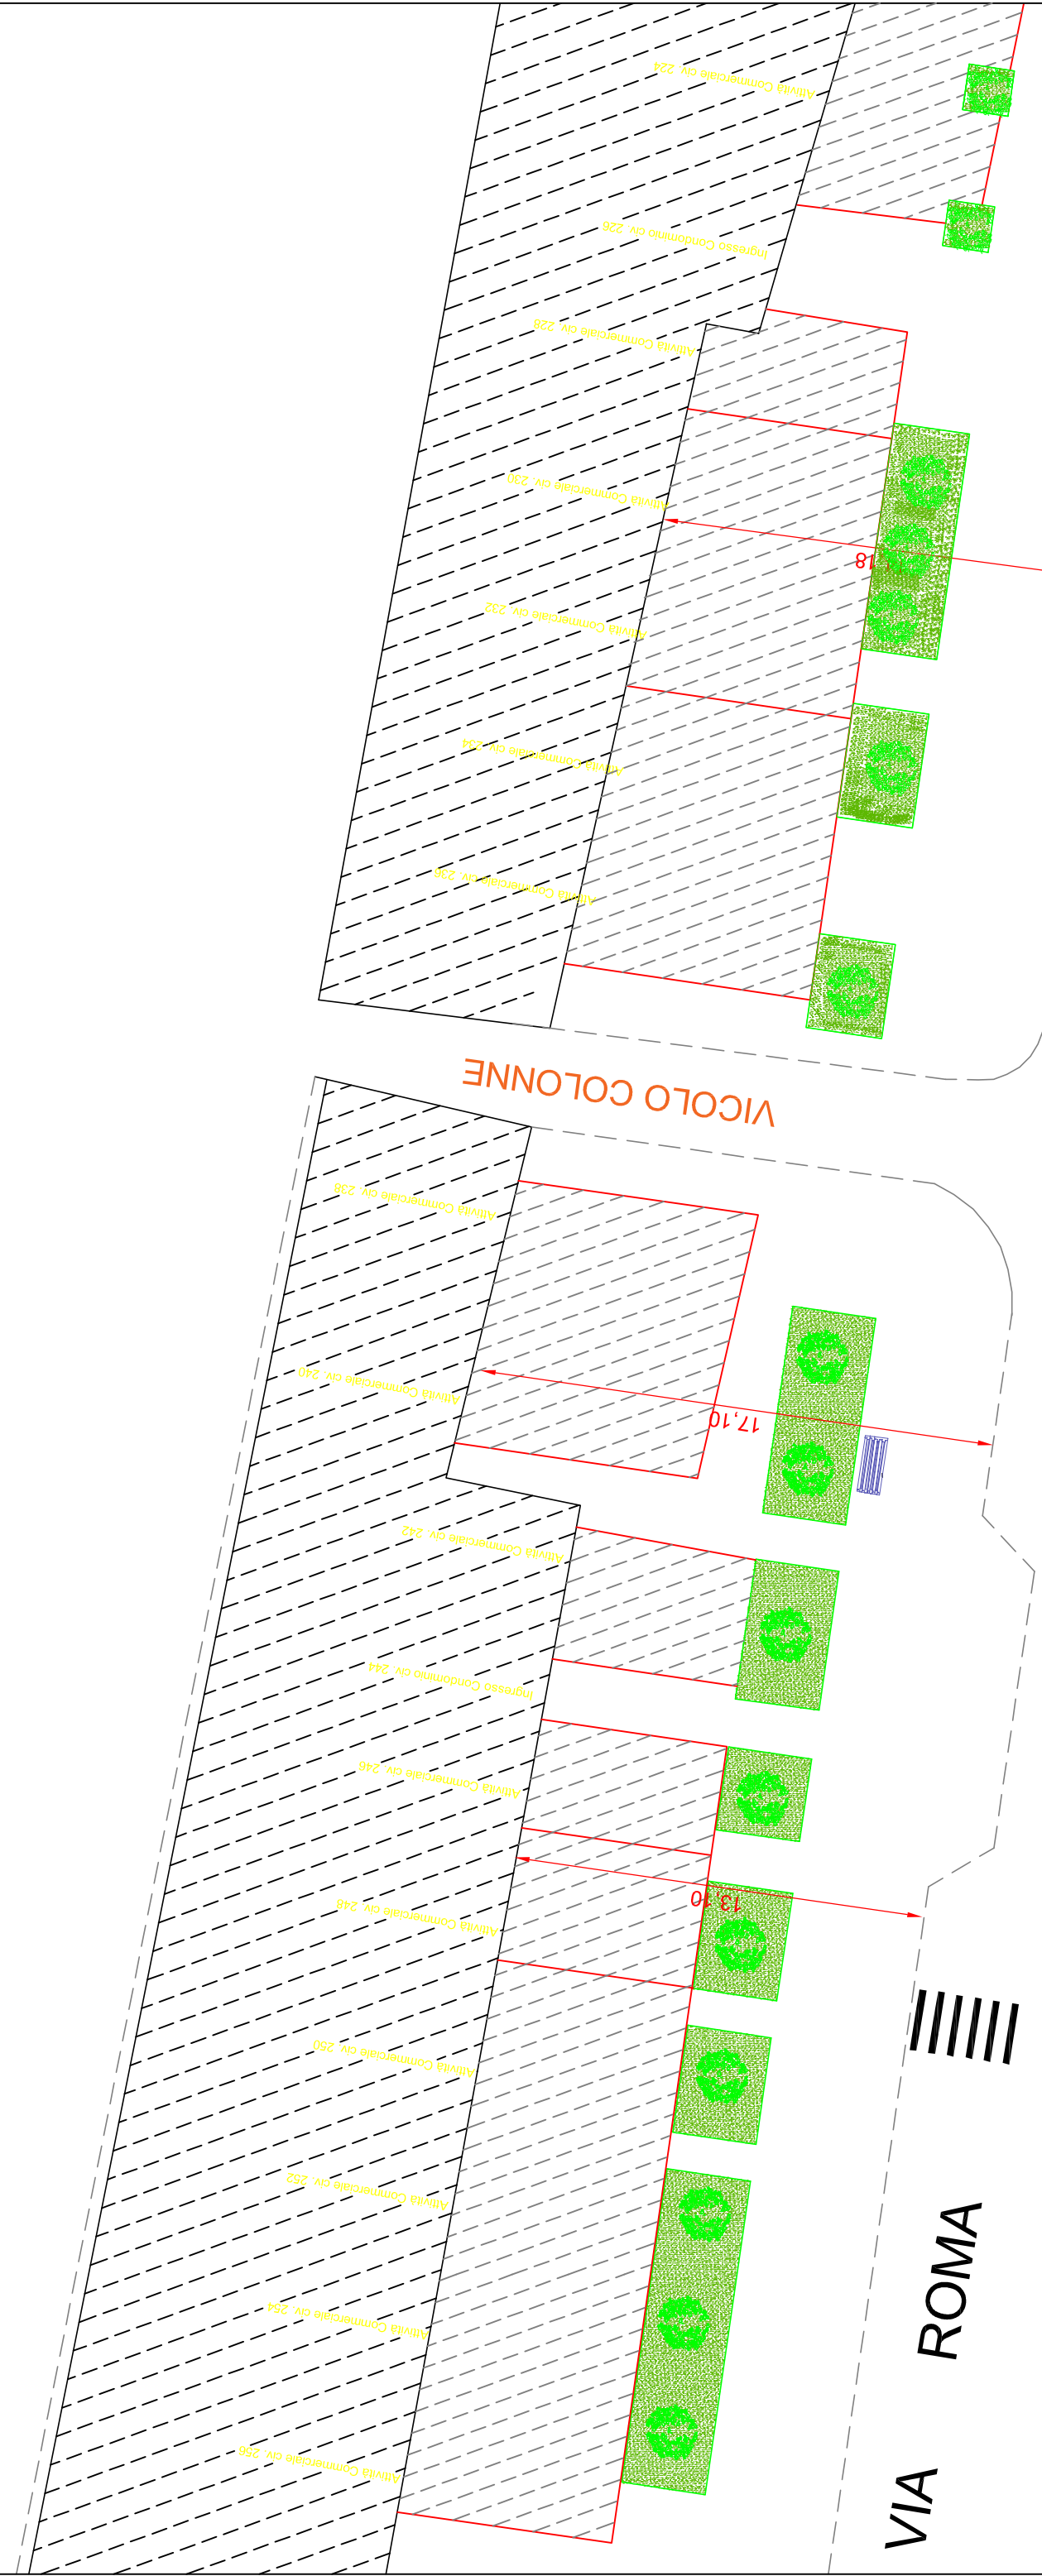 Attività Commerciale civ. 224
Ingresso Condominio civ. 226
Attività Commerciale civ. 228
Attività Commerciale civ. 230
Attività Commerciale civ. 232
Attività Commerciale civ. 234
Attività Commerciale civ. 236
VICOLO COLONNE
Attività Commerciale civ. 238
Attività Commerciale civ. 240
17,10
Attività Commerciale civ. 242
Ingresso Condominio civ. 244
Attività Commerciale civ. 246
Attività Commerciale civ. 248
13,10
Attività Commerciale civ. 250
Attività Commerciale civ. 252
Attività Commerciale civ. 254
Attività Commerciale civ. 256
VIA ROMA